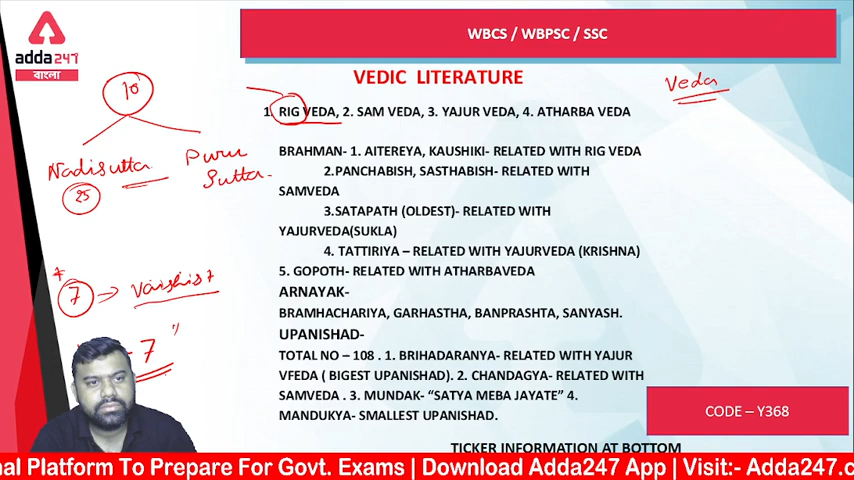 WBCS / WBPSC / SSC
adda247
বাংলা
VEDIC LITERATURE
Veda
10
1. RIG VEDA, 2. SAM VEDA, 3. YAJUR VEDA, 4. ATHARBA VEDA
Nadisutta
25
Puru
Sutta
BRAHMAN- 1. AITEREYA, KAUSHIKI- RELATED WITH RIG VEDA
2.PANCHABISH, SASTHABISH- RELATED WITH
SAMVEDA
3.SATAPATH (OLDEST)- RELATED WITH
YAJURVEDA(SUKLA)
4. TATTIRIYA – RELATED WITH YAJURVEDA (KRISHNA)
5. GOPOTH- RELATED WITH ATHARBAVEDA
7
ARNAYAK-
BRAMHACHARIYA, GARHASTHA, BANPRASHTA, SANYASH.
UPANISHAD-
- 7"
TOTAL NO – 108 . 1. BRIHADARANYA- RELATED WITH YAJUR
VFEDA ( BIGEST UPANISHAD). 2. CHANDAGYA- RELATED WITH
SAMVEDA . 3. MUNDAK- “SATYA MEBA JAYATE” 4.
MANDUKYA- SMALLEST UPANISHAD.
CODE – Y368
TICKER INFORMATION AT BOTTOM
Platform To Prepare For Govt. Exams | Download Adda247 App | Visit:- Adda247.c